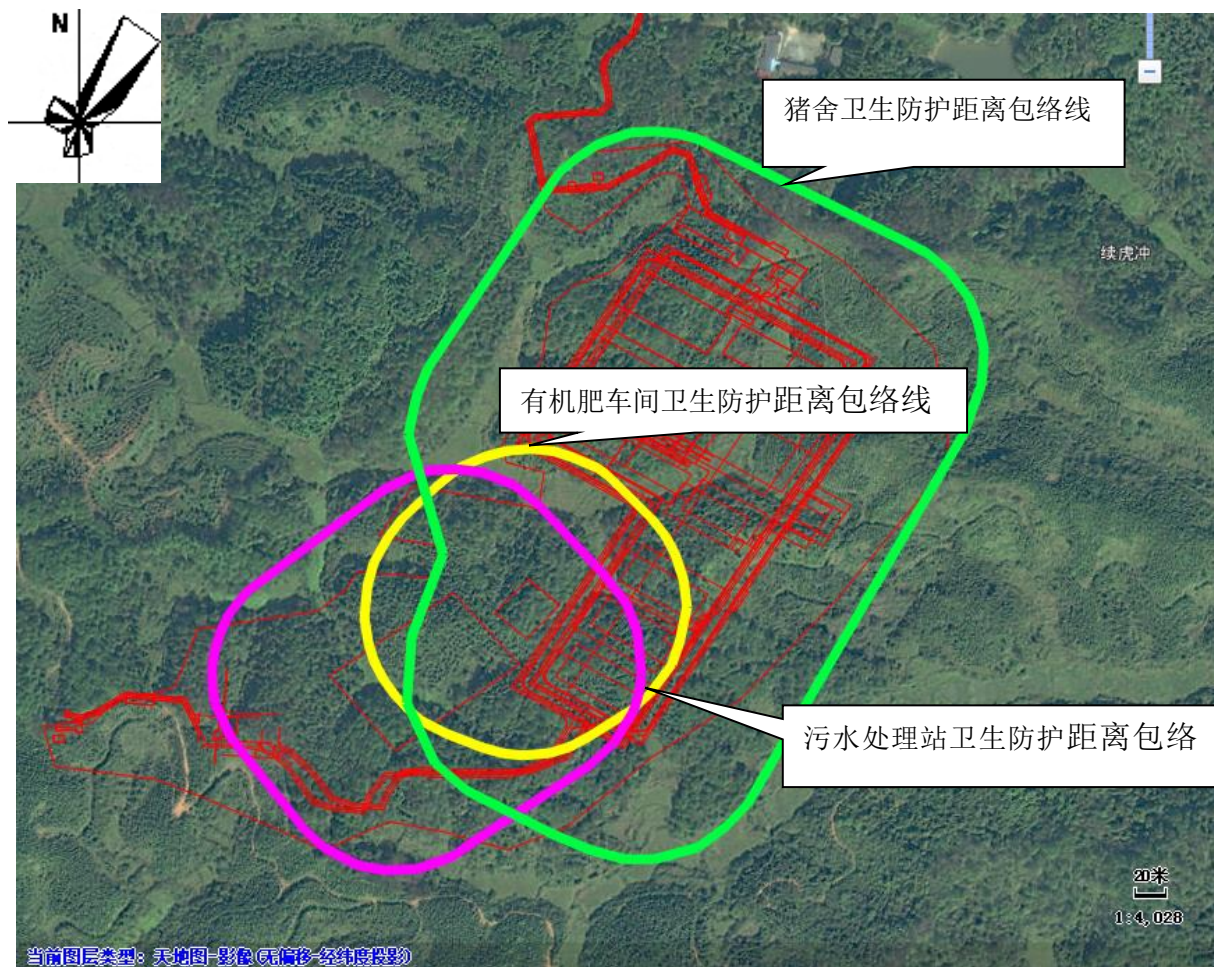 N
猪舍卫生防护距离包络线
续虎冲
有机肥车间卫生防护距离包络线
污水处理站卫生防护距离包络
20米
1:4,028
当前图层类型：天地图-影像(无偏移-经纬度投影)